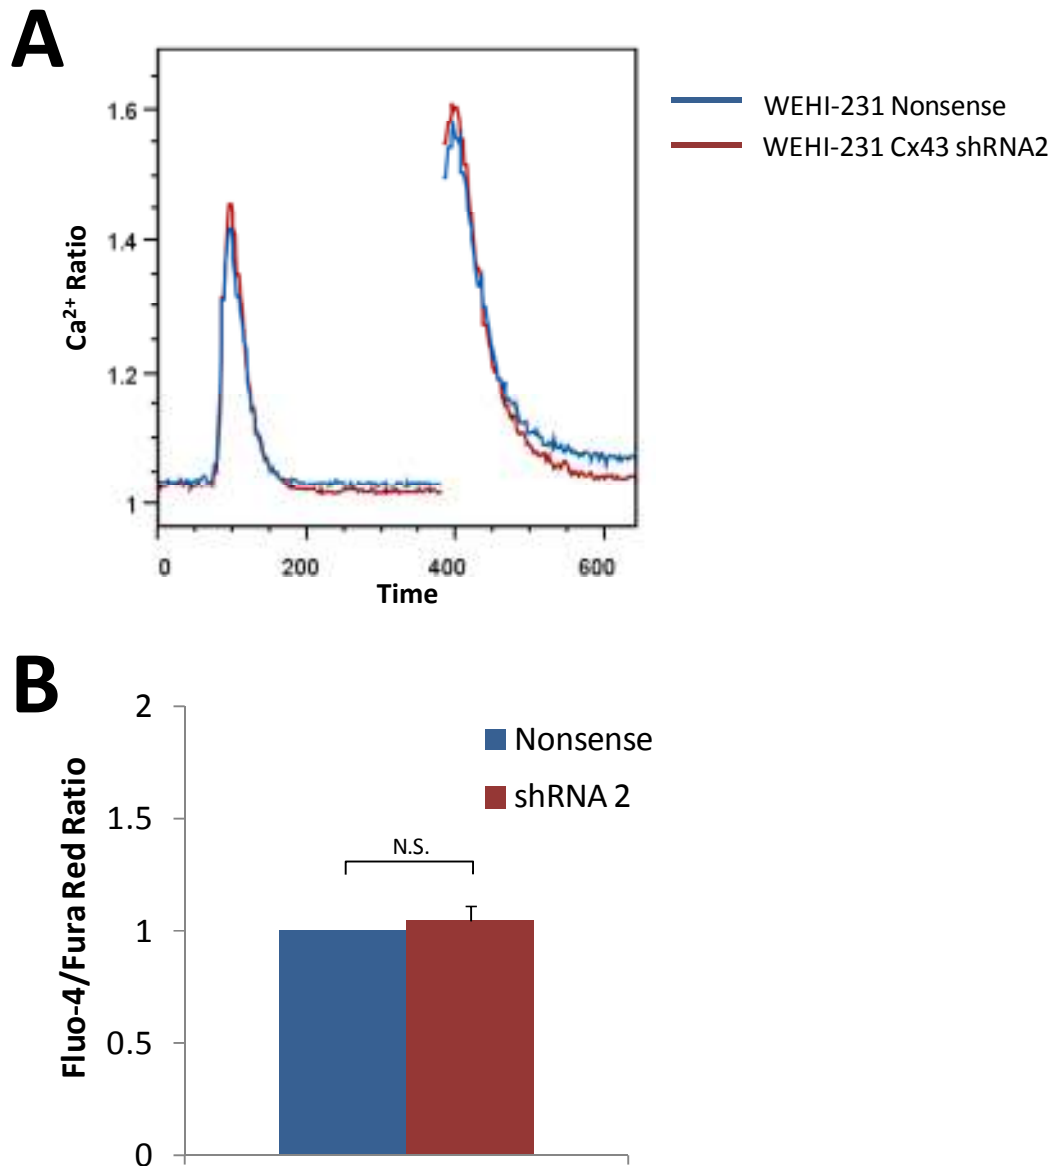 A
1.6
1.4
1.2
1
Ca²⁺ Ratio
0
200
400
600
Time
WEHI-231 Nonsense
WEHI-231 Cx43 shRNA2
B
2
1.5
1
0.5
0
Fluo-4/Fura Red Ratio
Nonsense
shRNA 2
N.S.